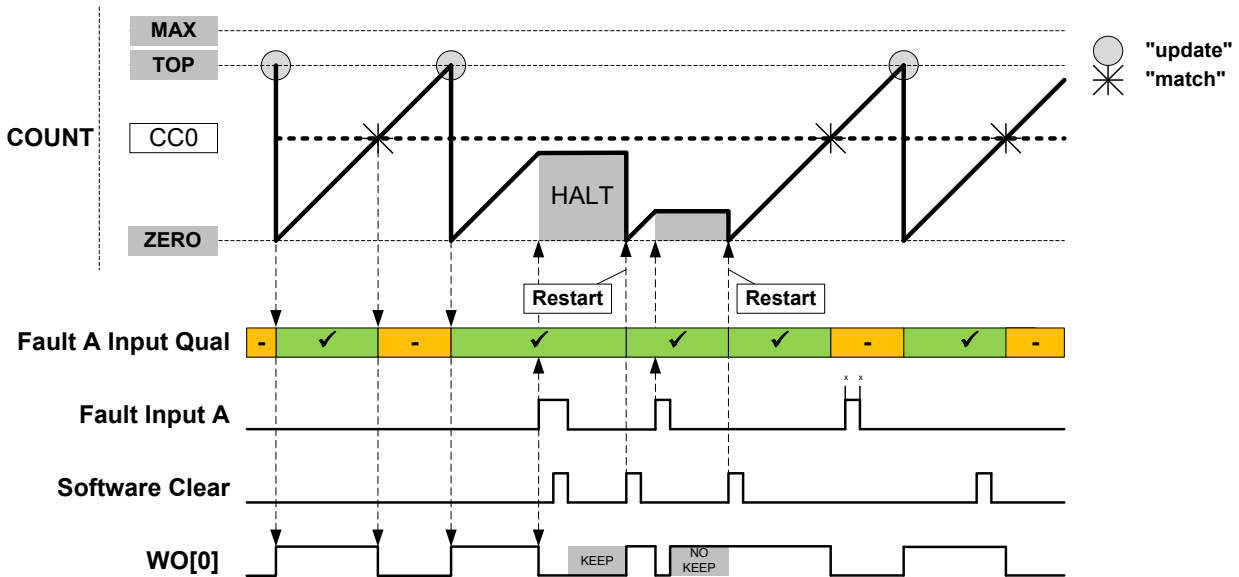 MAX
TOP
"update"
"match"
COUNT
CC0
HALT
ZERO
Restart
Restart
Fault A Input Qual
- ✓ - ✓ ✓ ✓ - ✓ -
x x
Fault Input A
Software Clear
WO[0]
KEEP
NO
KEEP